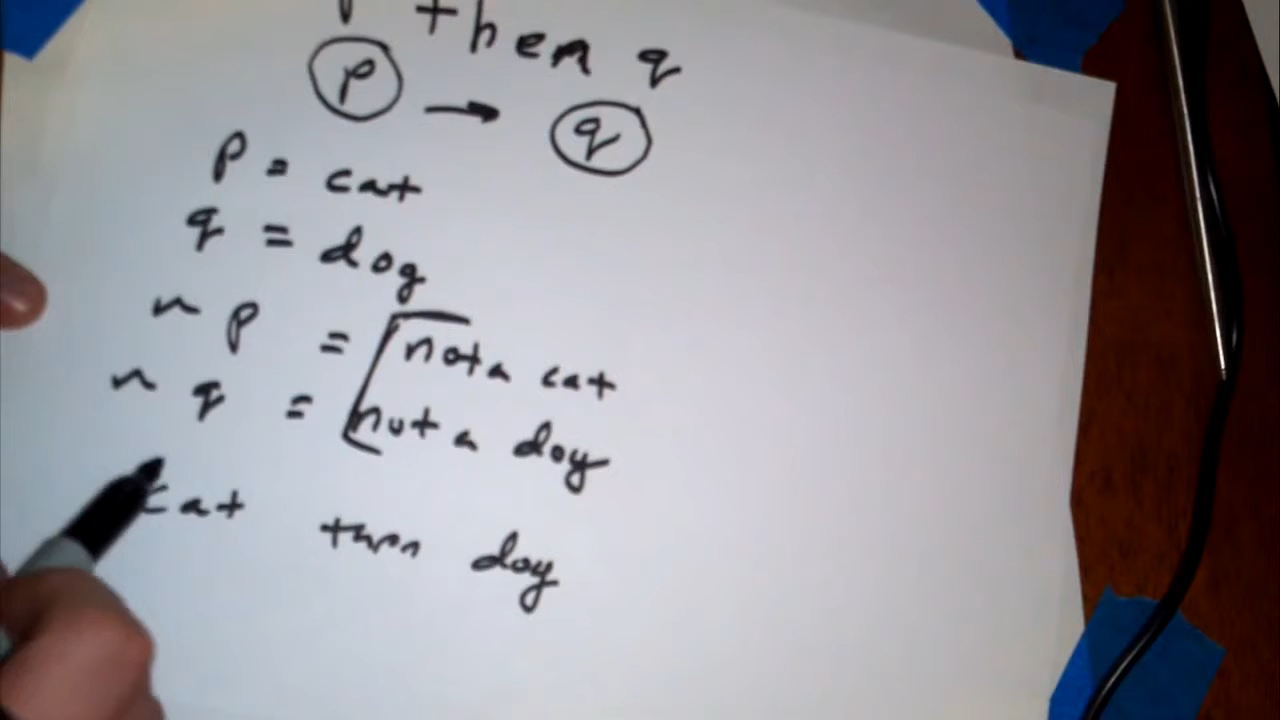 then q
p → q
p = cat
q = dog
~ p = not a cat
~ q = not a dog
cat then dog